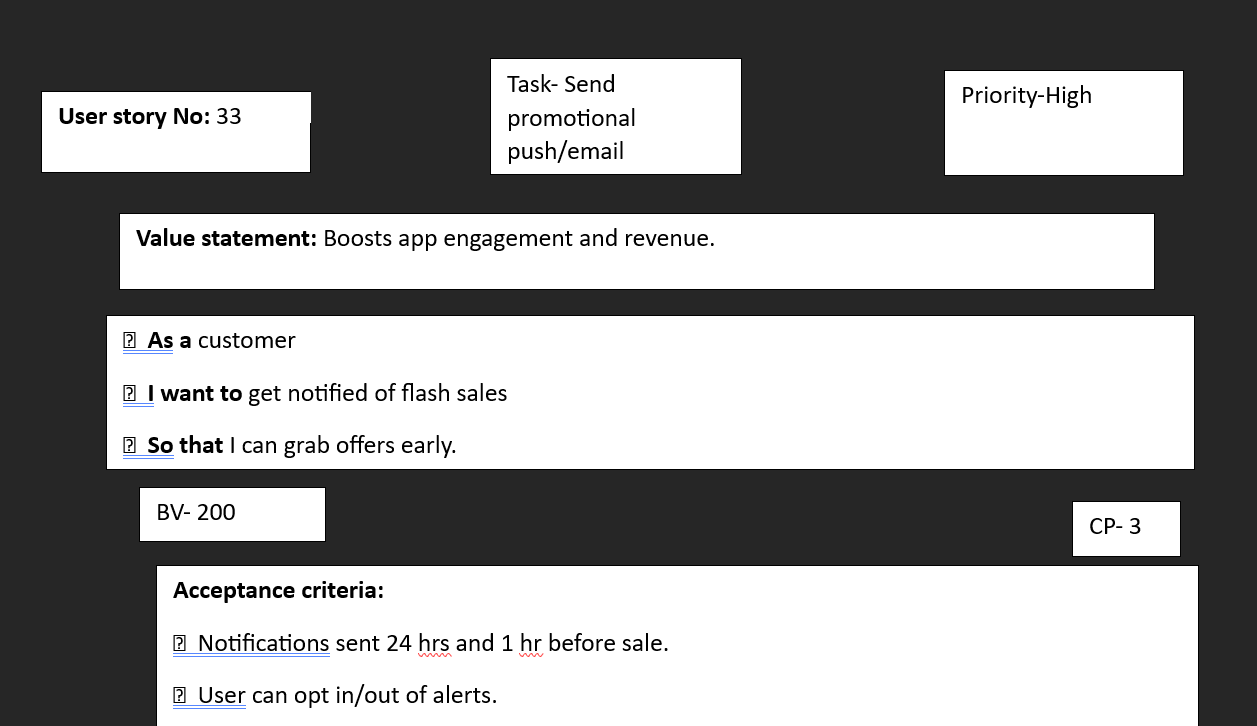 User story No: 33
Task- Send
promotional
push/email
Priority-High
Value statement: Boosts app engagement and revenue.
⍰ As a customer
⍰ I want to get notified of flash sales
⍰ So that I can grab offers early.
BV- 200
CP- 3
Acceptance criteria:
⍰ Notifications sent 24 hrs and 1 hr before sale.
⍰ User can opt in/out of alerts.